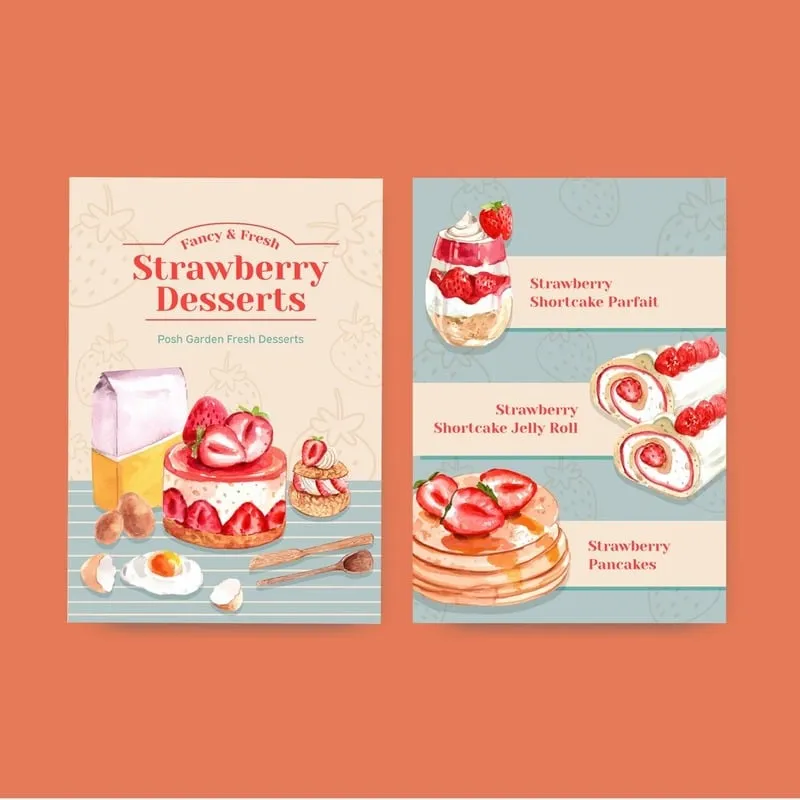 Fancy & Fresh
Strawberry
Desserts
Posh Garden Fresh Desserts
Strawberry
Shortcake Parfait
Strawberry
Shortcake Jelly Roll
Strawberry
Pancakes